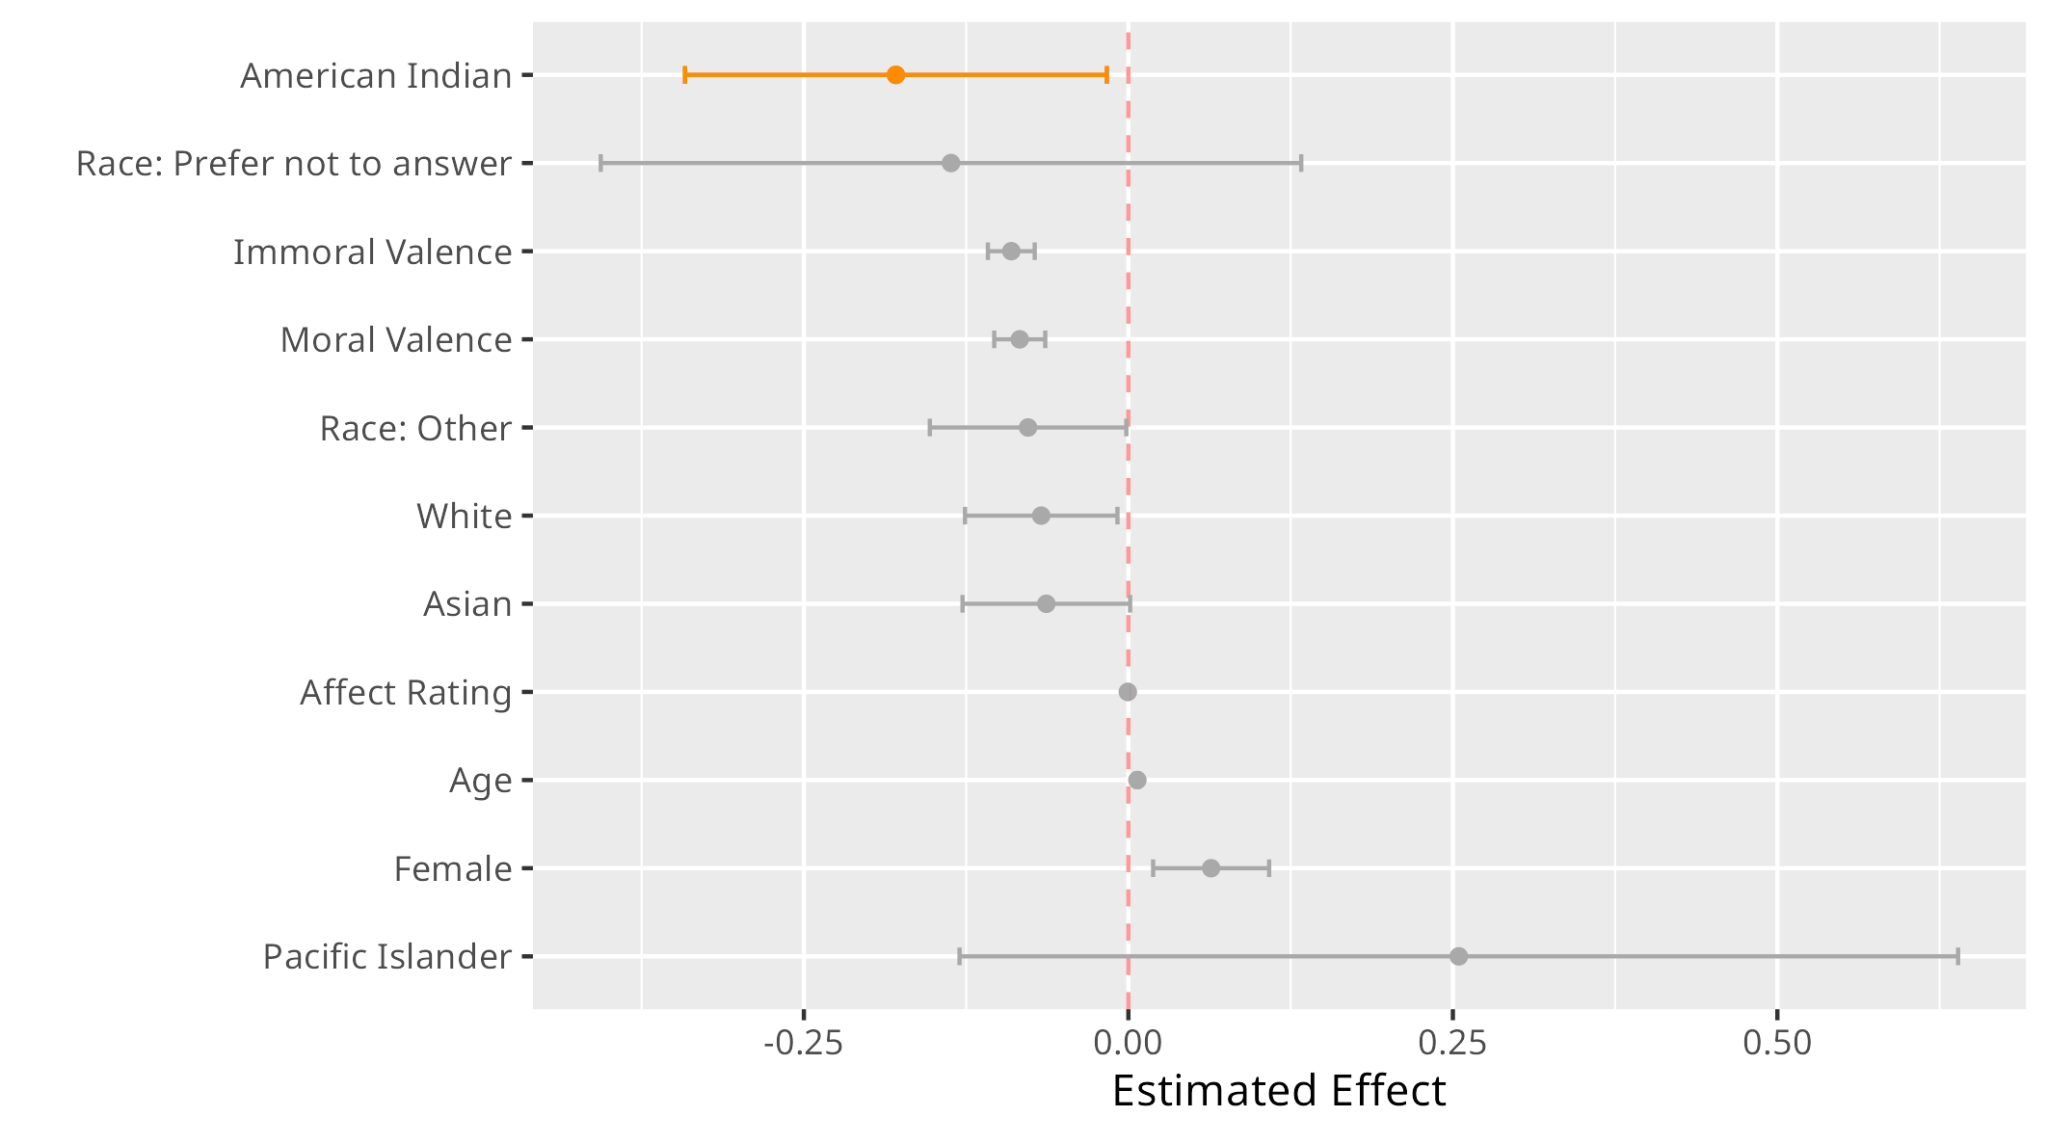 American Indian
Race: Prefer not to answer
Immoral Valence
Moral Valence
Race: Other
White
Asian
Affect Rating
Age
Female
Pacific Islander
-0.25 0.00 0.25 0.50
Estimated Effect